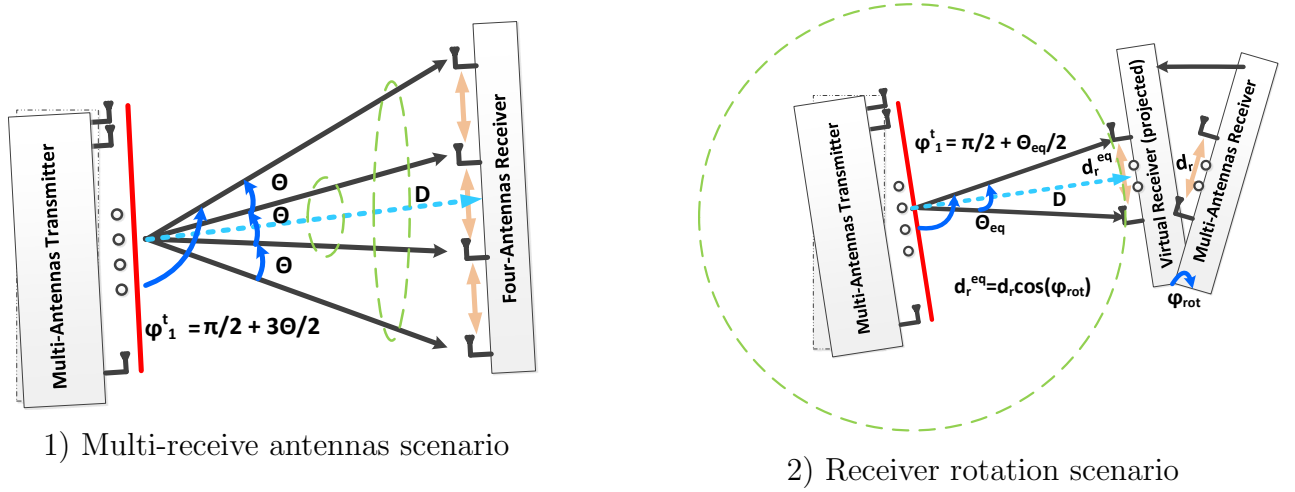 Multi-Antennas Transmitter
Θ
Θ
Θ
D
φᵗ₁ = π/2 + 3Θ/2
Four-Antennas Receiver
1) Multi-receive antennas scenario
Multi-Antennas Transmitter
φᵗ₁ = π/2 + Θeq/2
dᵣᵉq
D
Θeq
dᵣᵉq=dᵣcos(φrot)
Virtual Receiver (projected)
dᵣ
Multi-Antennas Receiver
φrot
2) Receiver rotation scenario